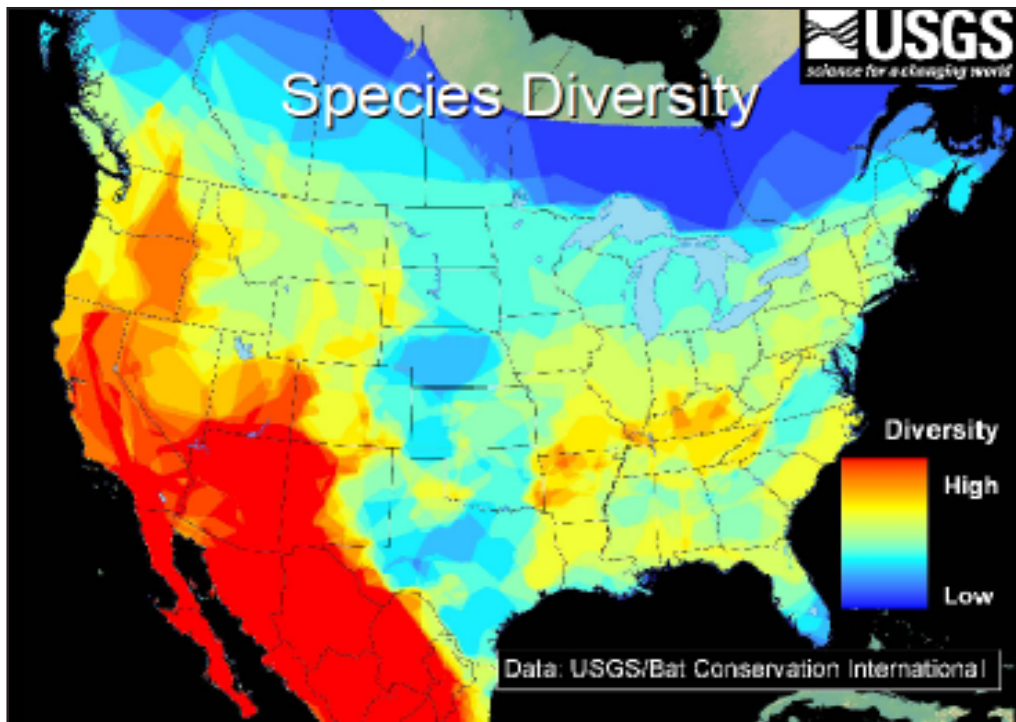 USGS
science for a changing world
Species Diversity
Diversity
High
Low
Data: USGS/Bat Conservation International